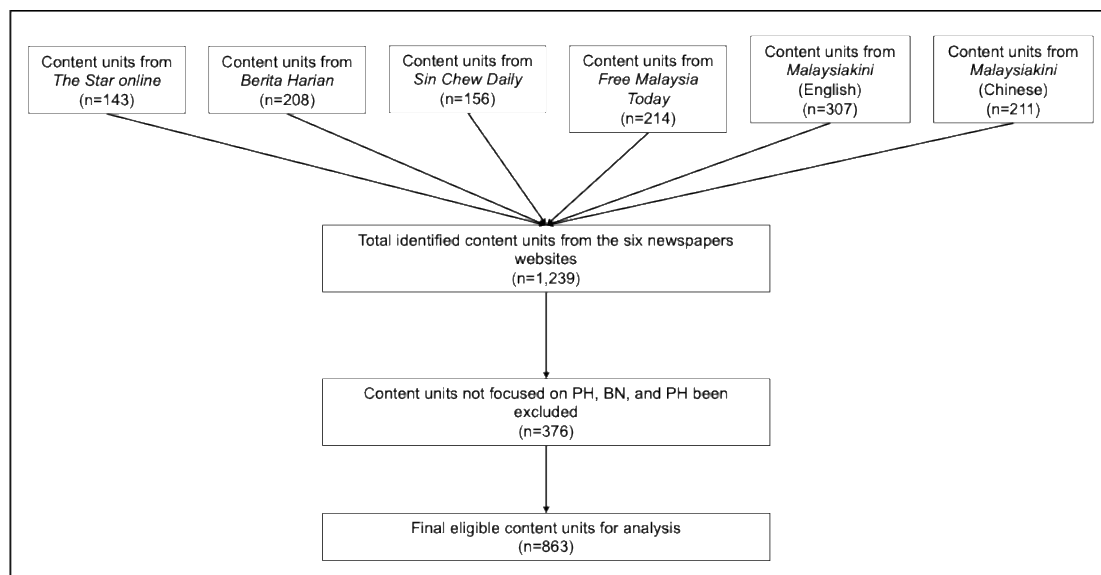 Content units from
The Star online
(n=143)
Content units from
Berita Harian
(n=208)
Content units from
Sin Chew Daily
(n=156)
Content units from
Free Malaysia
Today
(n=214)
Content units from
Malaysiakini
(English)
(n=307)
Content units from
Malaysiakini
(Chinese)
(n=211)
Total identified content units from the six newspapers
websites
(n=1,239)
Content units not focused on PH, BN, and PH been
excluded
(n=376)
Final eligible content units for analysis
(n=863)